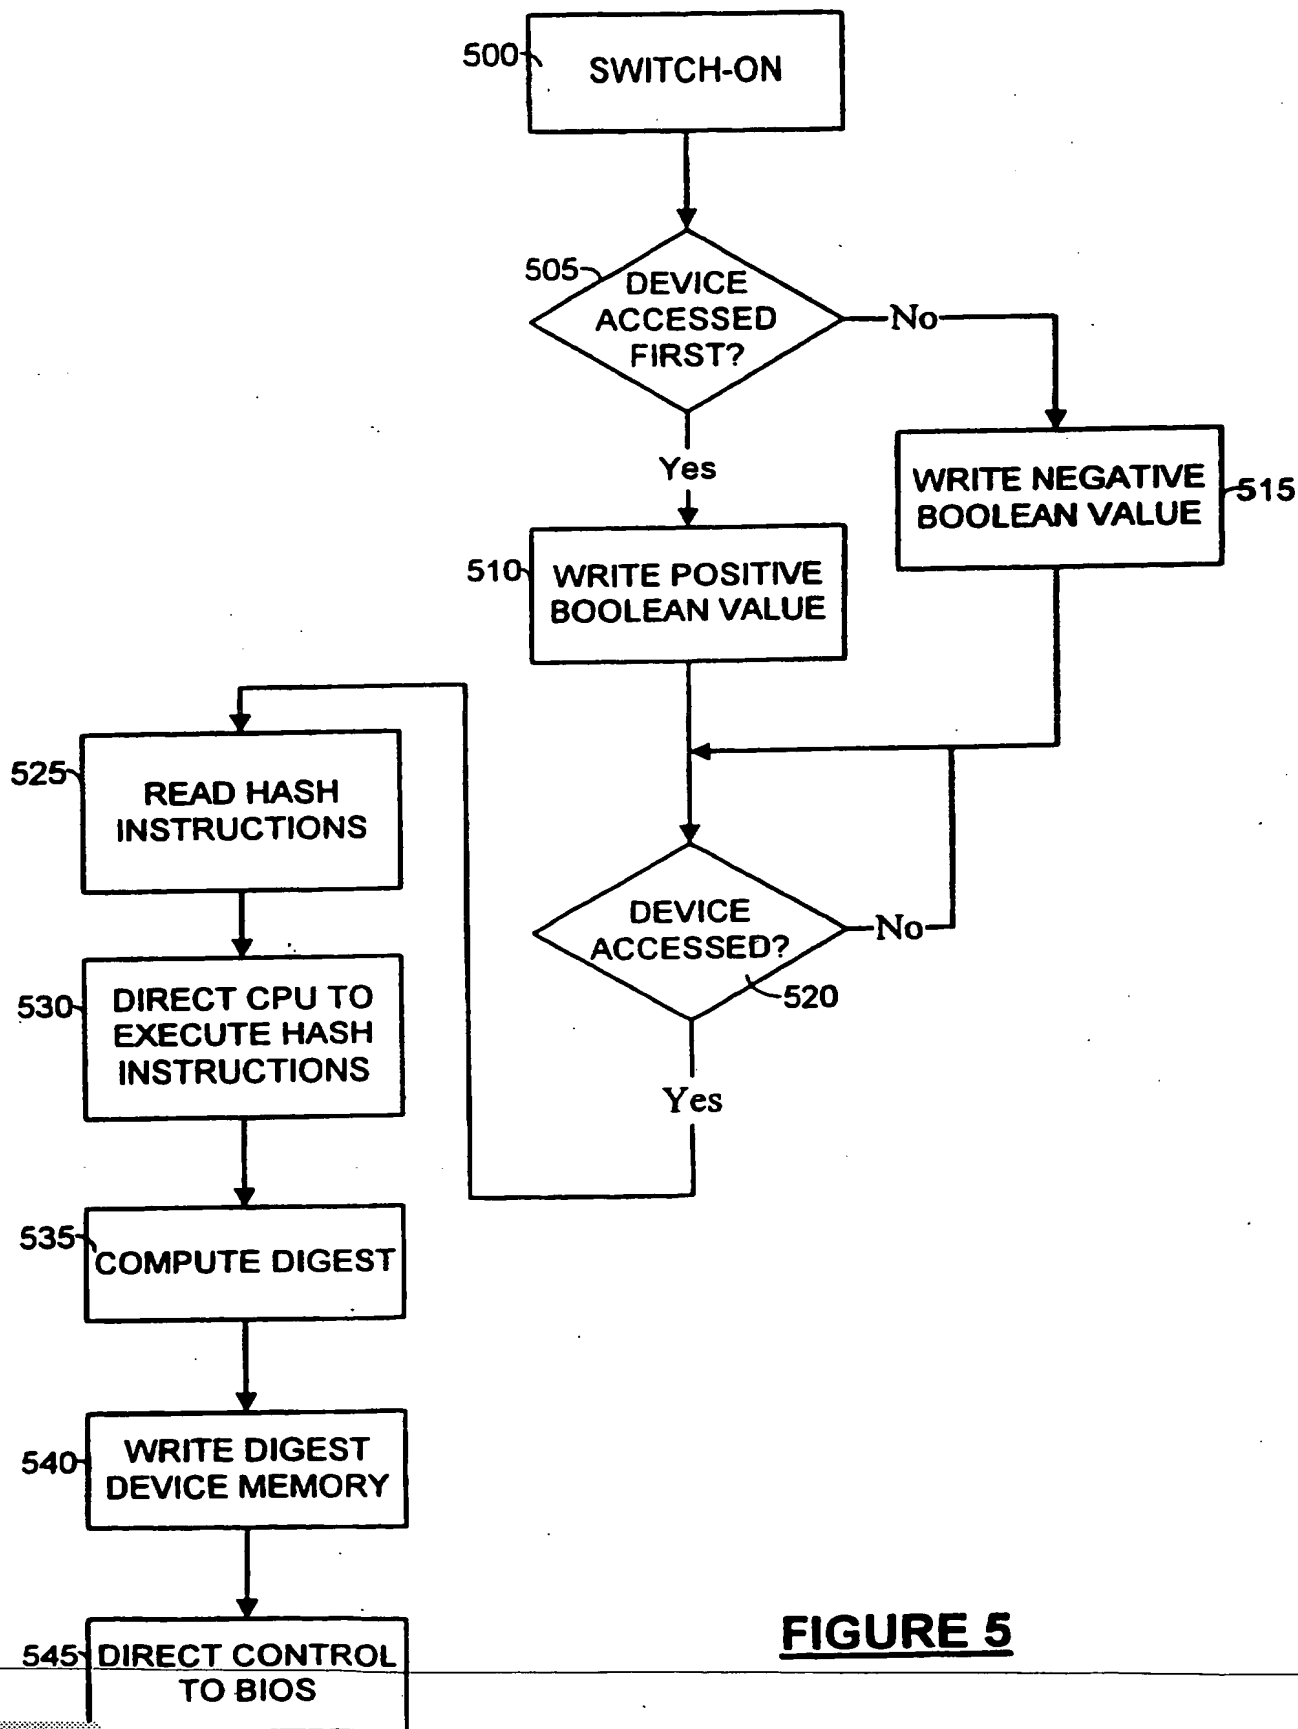 500
SWITCH-ON
505
DEVICE
ACCESSED
FIRST?
No
Yes
WRITE NEGATIVE
BOOLEAN VALUE
515
510
WRITE POSITIVE
BOOLEAN VALUE
525
READ HASH
INSTRUCTIONS
DEVICE
ACCESSED?
No
520
Yes
530
DIRECT CPU TO
EXECUTE HASH
INSTRUCTIONS
535
COMPUTE DIGEST
540
WRITE DIGEST
DEVICE MEMORY
545
DIRECT CONTROL
TO BIOS
FIGURE 5